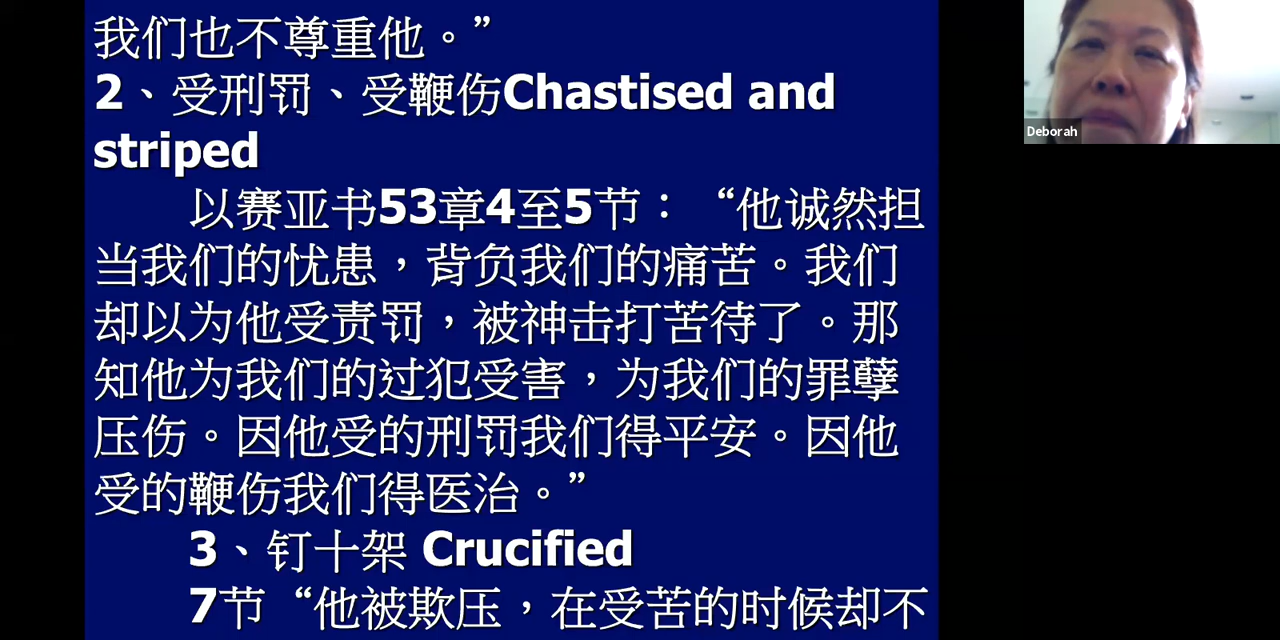 我们也不尊重他。”
2、受刑罚、受鞭伤Chastised and
striped
以赛亚书53章4至5节：“他诚然担
当我们的忧患，背负我们的痛苦。我们
却以为他受责罚，被神击打苦待了。那
知他为我们的过犯受害，为我们的罪孽
压伤。因他受的刑罚我们得平安。因他
受的鞭伤我们得医治。”
3、钉十架 Crucified
7节“他被欺压，在受苦的时候却不
Deborah